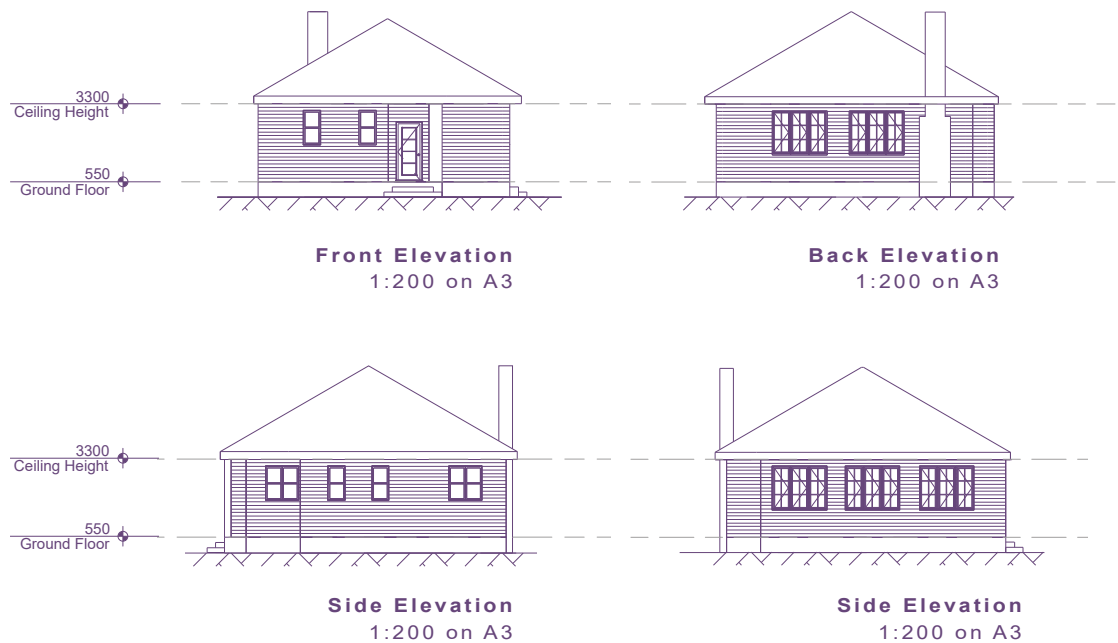 3300
Ceiling Height
550
Ground Floor
Front Elevation
1:200 on A3
Back Elevation
1:200 on A3
3300
Ceiling Height
550
Ground Floor
Side Elevation
1:200 on A3
Side Elevation
1:200 on A3